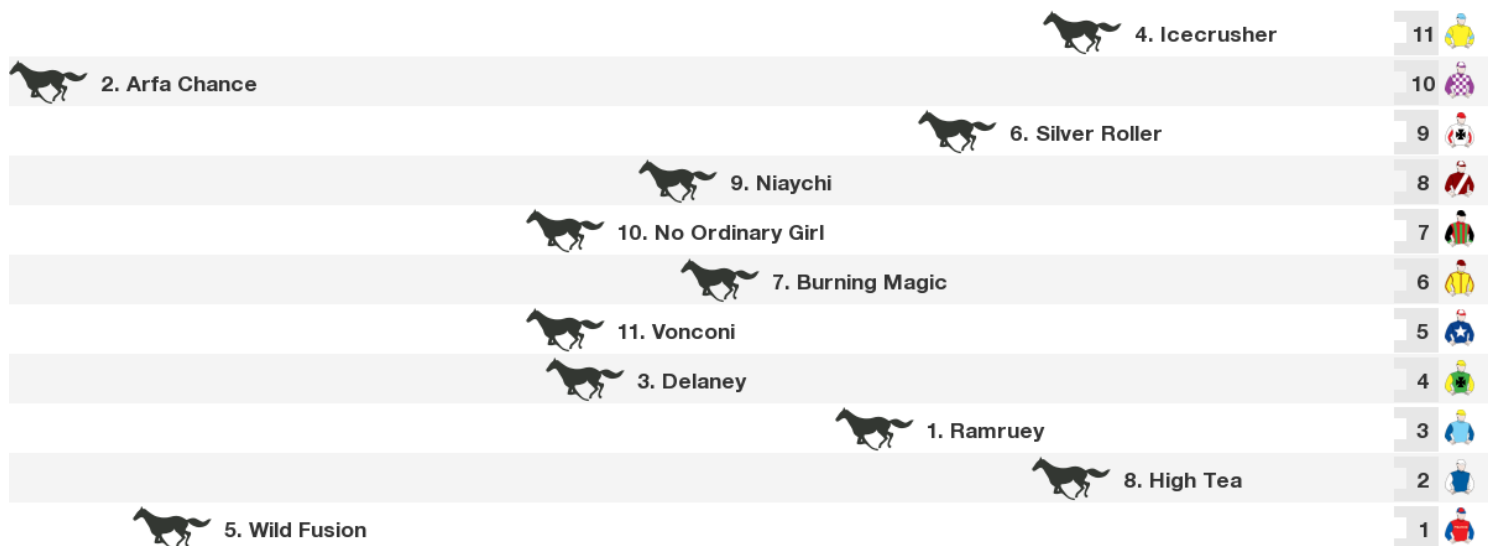 4. Icecrusher 11
2. Arfa Chance 10
6. Silver Roller 9
9. Niaychi 8
10. No Ordinary Girl 7
7. Burning Magic 6
11. Vonconi 5
3. Delaney 4
1. Ramruey 3
8. High Tea 2
5. Wild Fusion 1